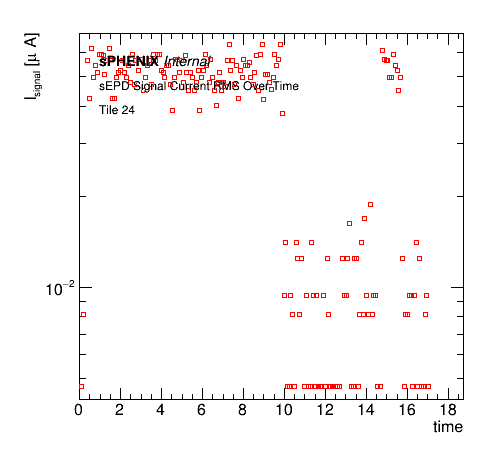 I_signal [μ A]
sPHENIX Internal
sEPD Signal Current RMS Over Time
Tile 24
10⁻²
0 2 4 6 8 10 12 14 16 18
time